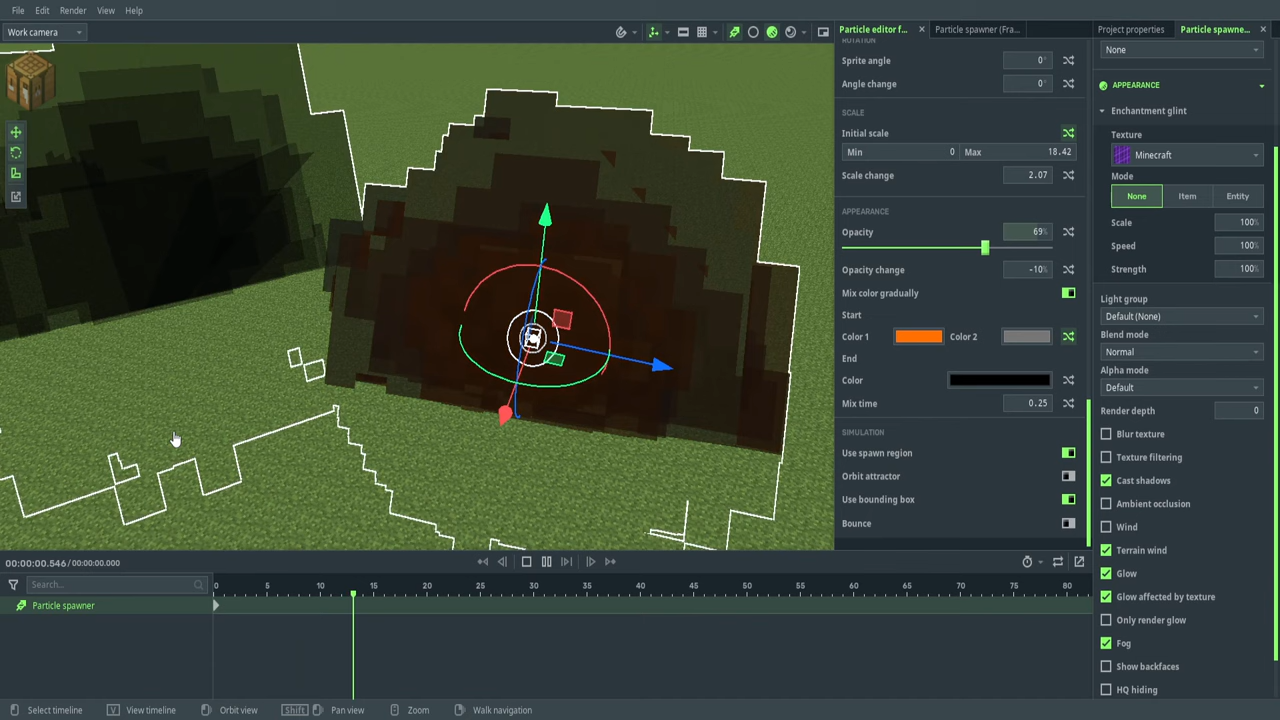 File Edit Render View Help
Work camera
Particle editor f... Particle spawner (Fra...
Project properties Particle spawne...
ROTATION
Sprite angle 0°
Angle change 0°
SCALE
Initial scale
Min 0 Max 18.42
Scale change 2.07
APPEARANCE
Opacity 69%
Opacity change -10%
Mix color gradually
Start
Color 1 Color 2
End
Color
Mix time 0.25
SIMULATION
Use spawn region
Orbit attractor
Use bounding box
Bounce
None
APPEARANCE
Enchantment glint
Texture
Minecraft
Mode
None Item Entity
Scale 100%
Speed 100%
Strength 100%
Light group
Default (None)
Blend mode
Normal
Alpha mode
Default
Render depth 0
Blur texture
Texture filtering
Cast shadows
Ambient occlusion
Wind
Terrain wind
Glow
Glow affected by texture
Only render glow
Fog
Show backfaces
HQ hiding
00:00:00.546 / 00:00:00.000
Search...
0 5 10 15 20 25 30 35 40 45 50 55 60 65 70 75 80
Particle spawner
Select timeline V View timeline Orbit view Shift Pan view Zoom Walk navigation